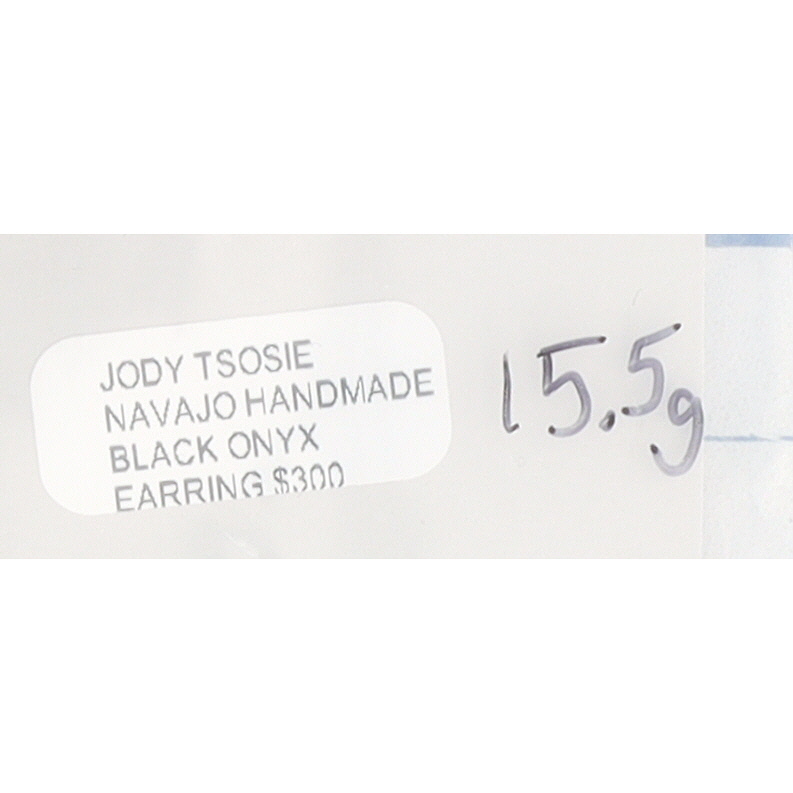 JODY TSOSIE
NAVAJO HANDMADE
BLACK ONYX
EARRING $300
15.5g